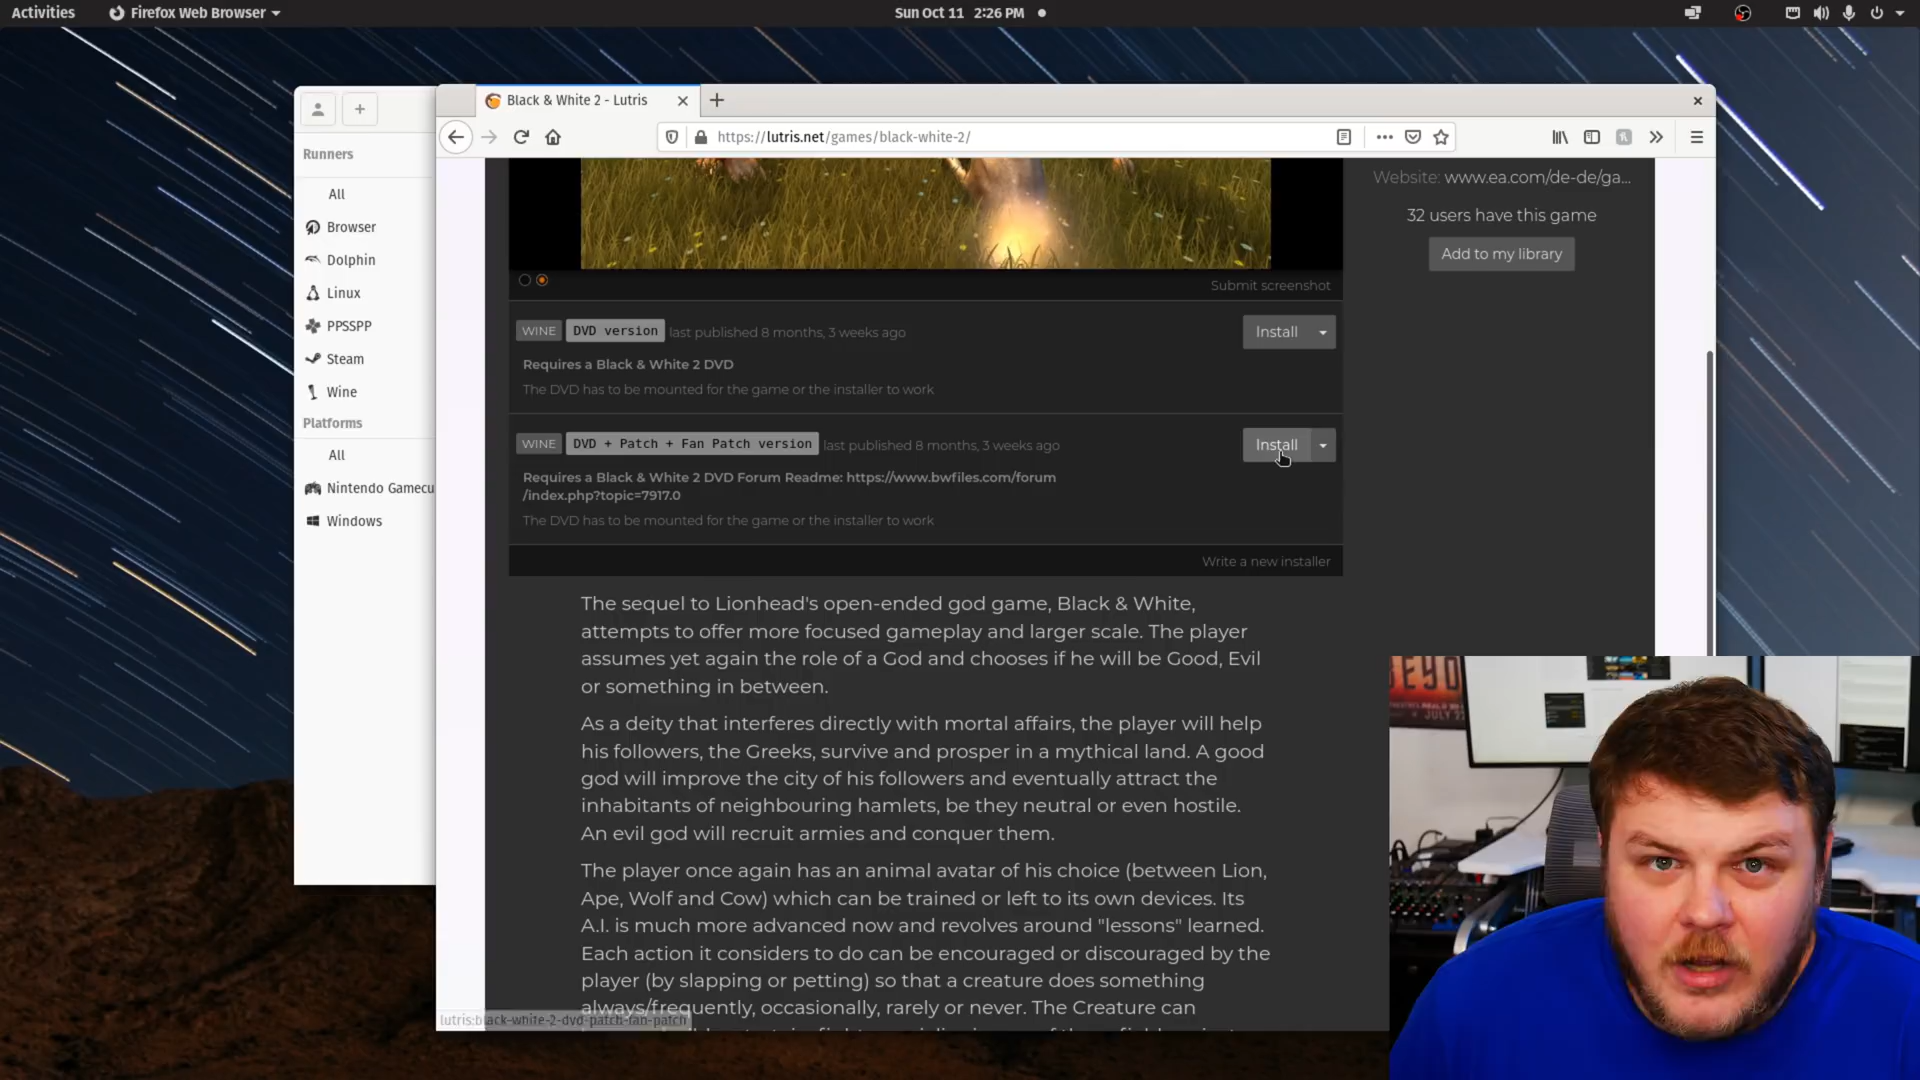 Activities
Firefox Web Browser
Sun Oct 11 2:26 PM
Black & White 2 - Lutris
https://lutris.net/games/black-white-2/
Runners
All
Browser
Dolphin
Linux
PPSSPP
Steam
Wine
Platforms
All
Nintendo Gamecu
Windows
Website: www.ea.com/de-de/ga...
32 users have this game
Add to my library
Submit screenshot
WINE DVD version last published 8 months, 3 weeks ago
Install
Requires a Black & White 2 DVD
The DVD has to be mounted for the game or the installer to work
WINE DVD + Patch + Fan Patch version last published 8 months, 3 weeks ago
Install
Requires a Black & White 2 DVD Forum Readme: https://www.bwfiles.com/forum
/index.php?topic=7917.0
The DVD has to be mounted for the game or the installer to work
Write a new installer
The sequel to Lionhead's open-ended god game, Black & White,
attempts to offer more focused gameplay and larger scale. The player
assumes yet again the role of a God and chooses if he will be Good, Evil
or something in between.
As a deity that interferes directly with mortal affairs, the player will help
his followers, the Greeks, survive and prosper in a mythical land. A good
god will improve the city of his followers and eventually attract the
inhabitants of neighbouring hamlets, be they neutral or even hostile.
An evil god will recruit armies and conquer them.
The player once again has an animal avatar of his choice (between Lion,
Ape, Wolf and Cow) which can be trained or left to its own devices. Its
A.I. is much more advanced now and revolves around "lessons" learned.
Each action it considers to do can be encouraged or discouraged by the
player (by slapping or petting) so that a creature does something
always/frequently, occasionally, rarely or never. The Creature can
lutris:black-white-2-dvd-patch-fan-patch
JULY 22